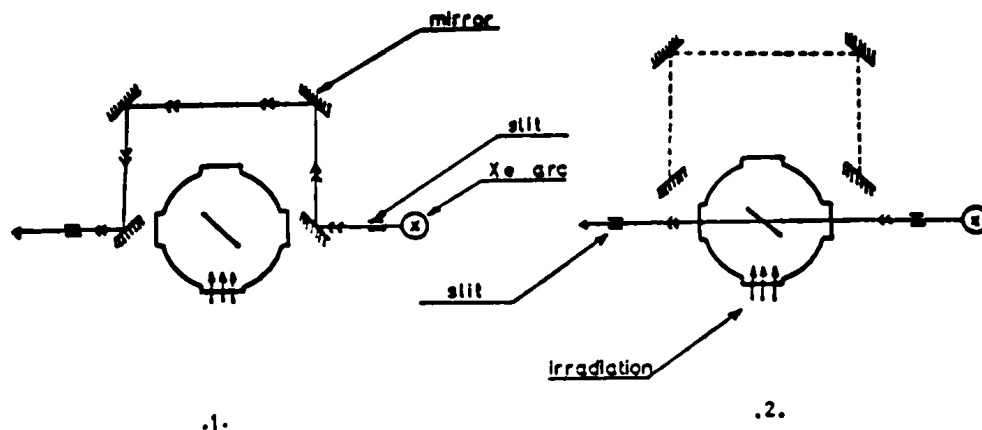 mirror
slit
Xe arc
x
x
slit
irradiation
.1.
.2.